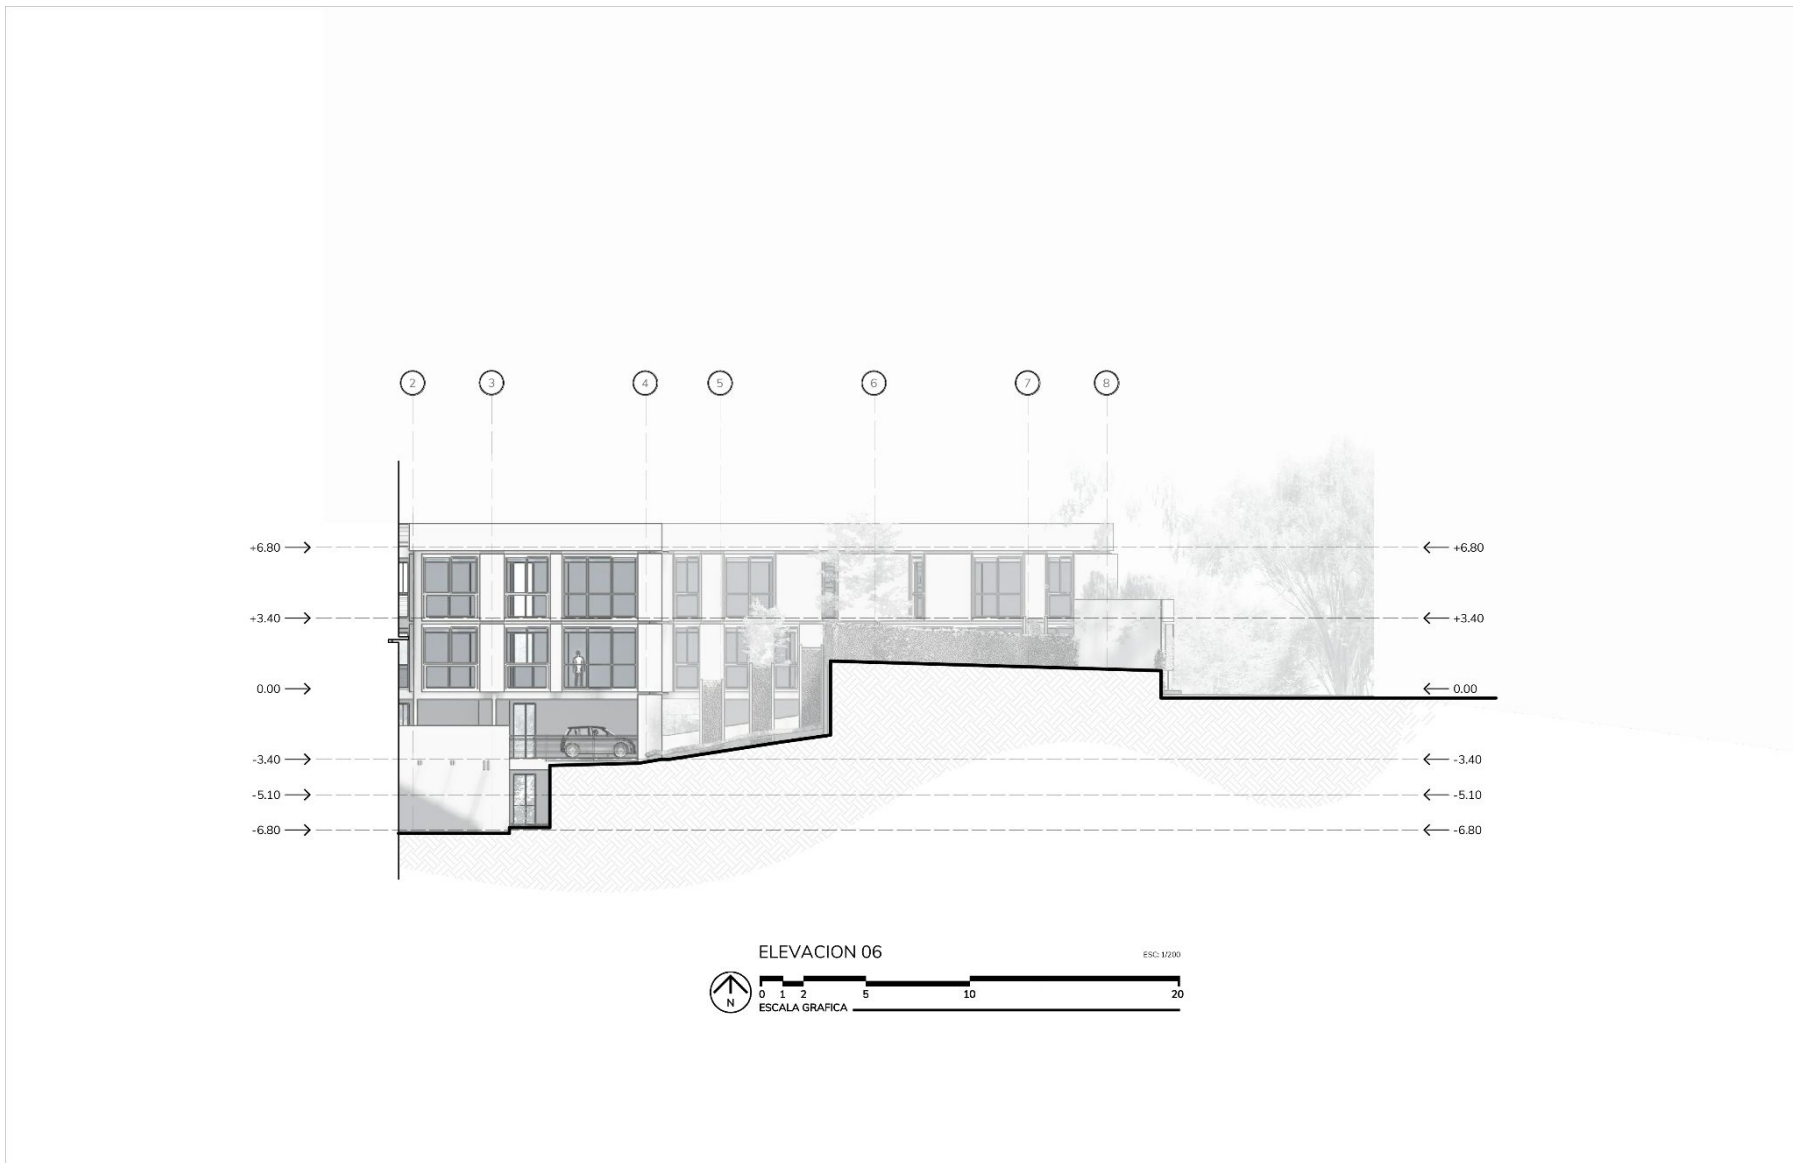 2 3 4 5 6 7 8
+6.80 +6.80
+3.40 +3.40
0.00 0.00
-3.40 -3.40
-5.10 -5.10
-6.80 -6.80
ELEVACION 06
ESC: 1/200
N
0 1 2 5 10 20
ESCALA GRAFICA